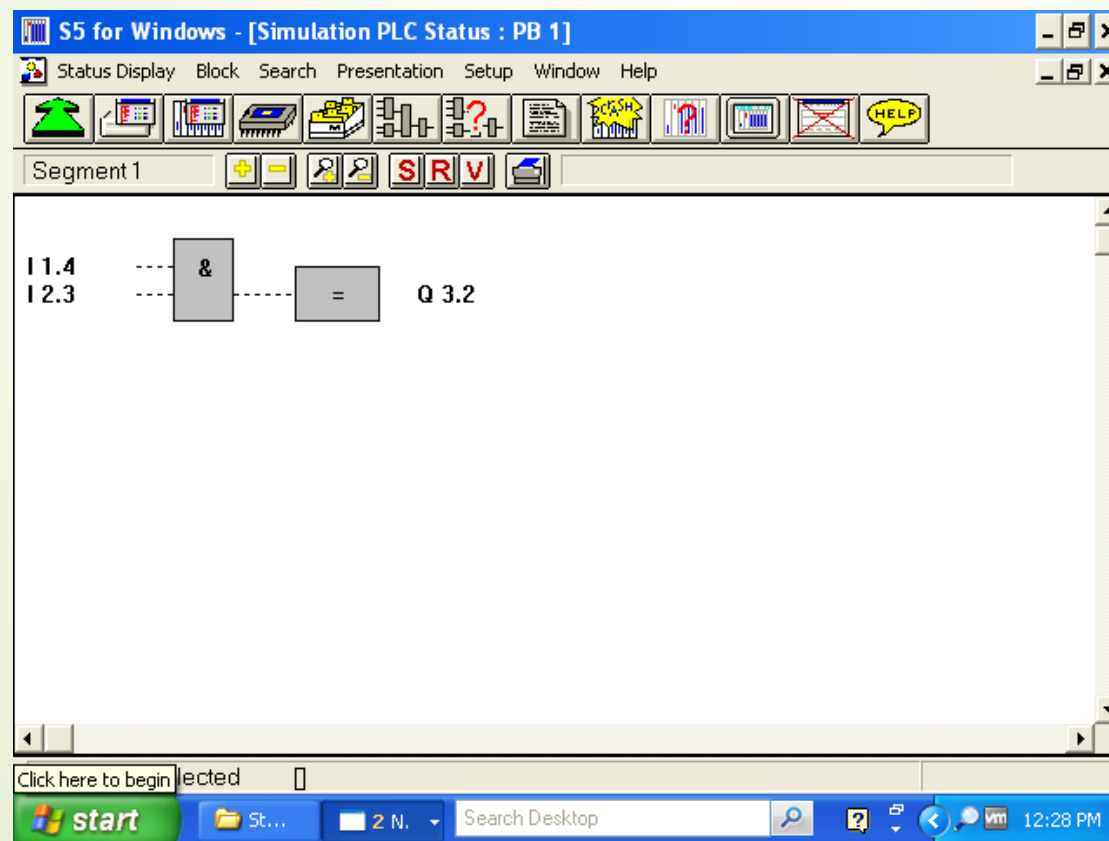 S5 for Windows - [Simulation PLC Status : PB 1]
Status Display Block Search Presentation Setup Window Help
CRASH HELP
Segment 1 S R V
I 1.4 &
I 2.3 = Q 3.2
Click here to begin lected []
start St... 2 N. Search Desktop vm 12:28 PM